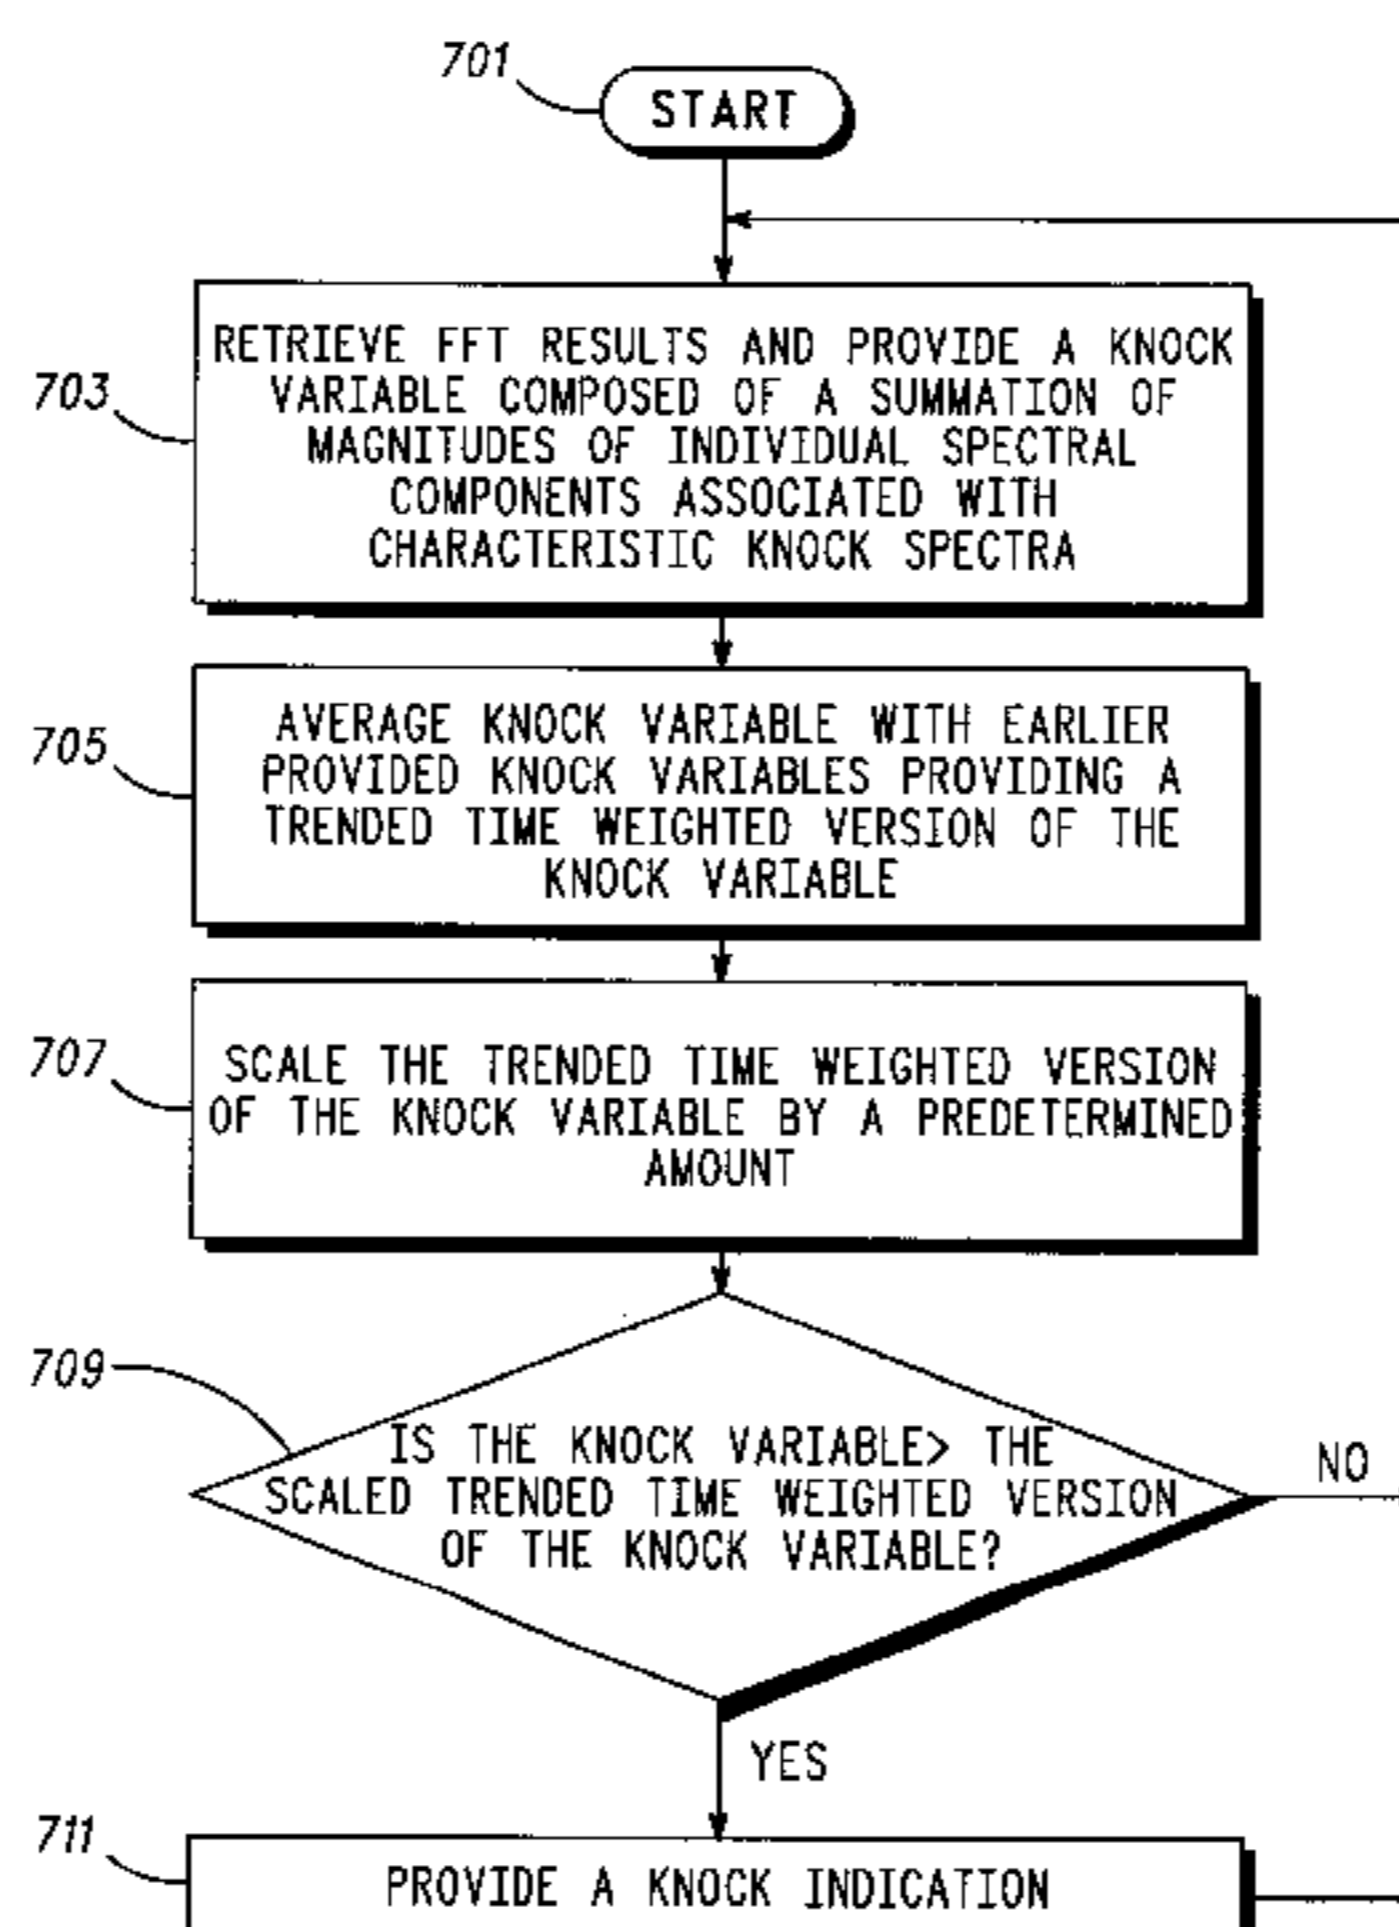 701
START
703
RETRIEVE FFT RESULTS AND PROVIDE A KNOCK
VARIABLE COMPOSED OF A SUMMATION OF
MAGNITUDES OF INDIVIDUAL SPECTRAL
COMPONENTS ASSOCIATED WITH
CHARACTERISTIC KNOCK SPECTRA
705
AVERAGE KNOCK VARIABLE WITH EARLIER
PROVIDED KNOCK VARIABLES PROVIDING A
TRENDED TIME WEIGHTED VERSION OF THE
KNOCK VARIABLE
707
SCALE THE TRENDED TIME WEIGHTED VERSION
OF THE KNOCK VARIABLE BY A PREDETERMINED
AMOUNT
709
IS THE KNOCK VARIABLE> THE
SCALED TRENDED TIME WEIGHTED VERSION
OF THE KNOCK VARIABLE?
NO
YES
711
PROVIDE A KNOCK INDICATION